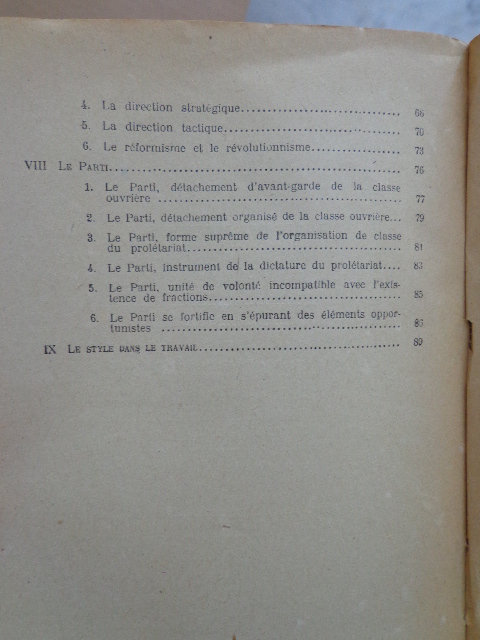 4. La direction stratégique.............................. 66
5. La direction tactique................................. 70
6. Le réformisme et le révolutionnisme................. 73
VIII LE PARTI.................................................. 76
1. Le Parti, détachement d'avant-garde de la classe
ouvrière ............................................. 77
2. Le Parti, détachement organisé de la classe ouvrière... 79
3. Le Parti, forme suprême de l'organisation de classe
du prolétariat........................................ 81
4. Le Parti, instrument de la dictature du prolétariat.... 83
5. Le Parti, unité de volonté incompatible avec l'exis-
tence de fractions.................................... 85
6. Le Parti se fortifie en s'épurant des éléments oppor-
tunistes ............................................. 86
IX LE STYLE DANS LE TRAVAIL..................................... 89